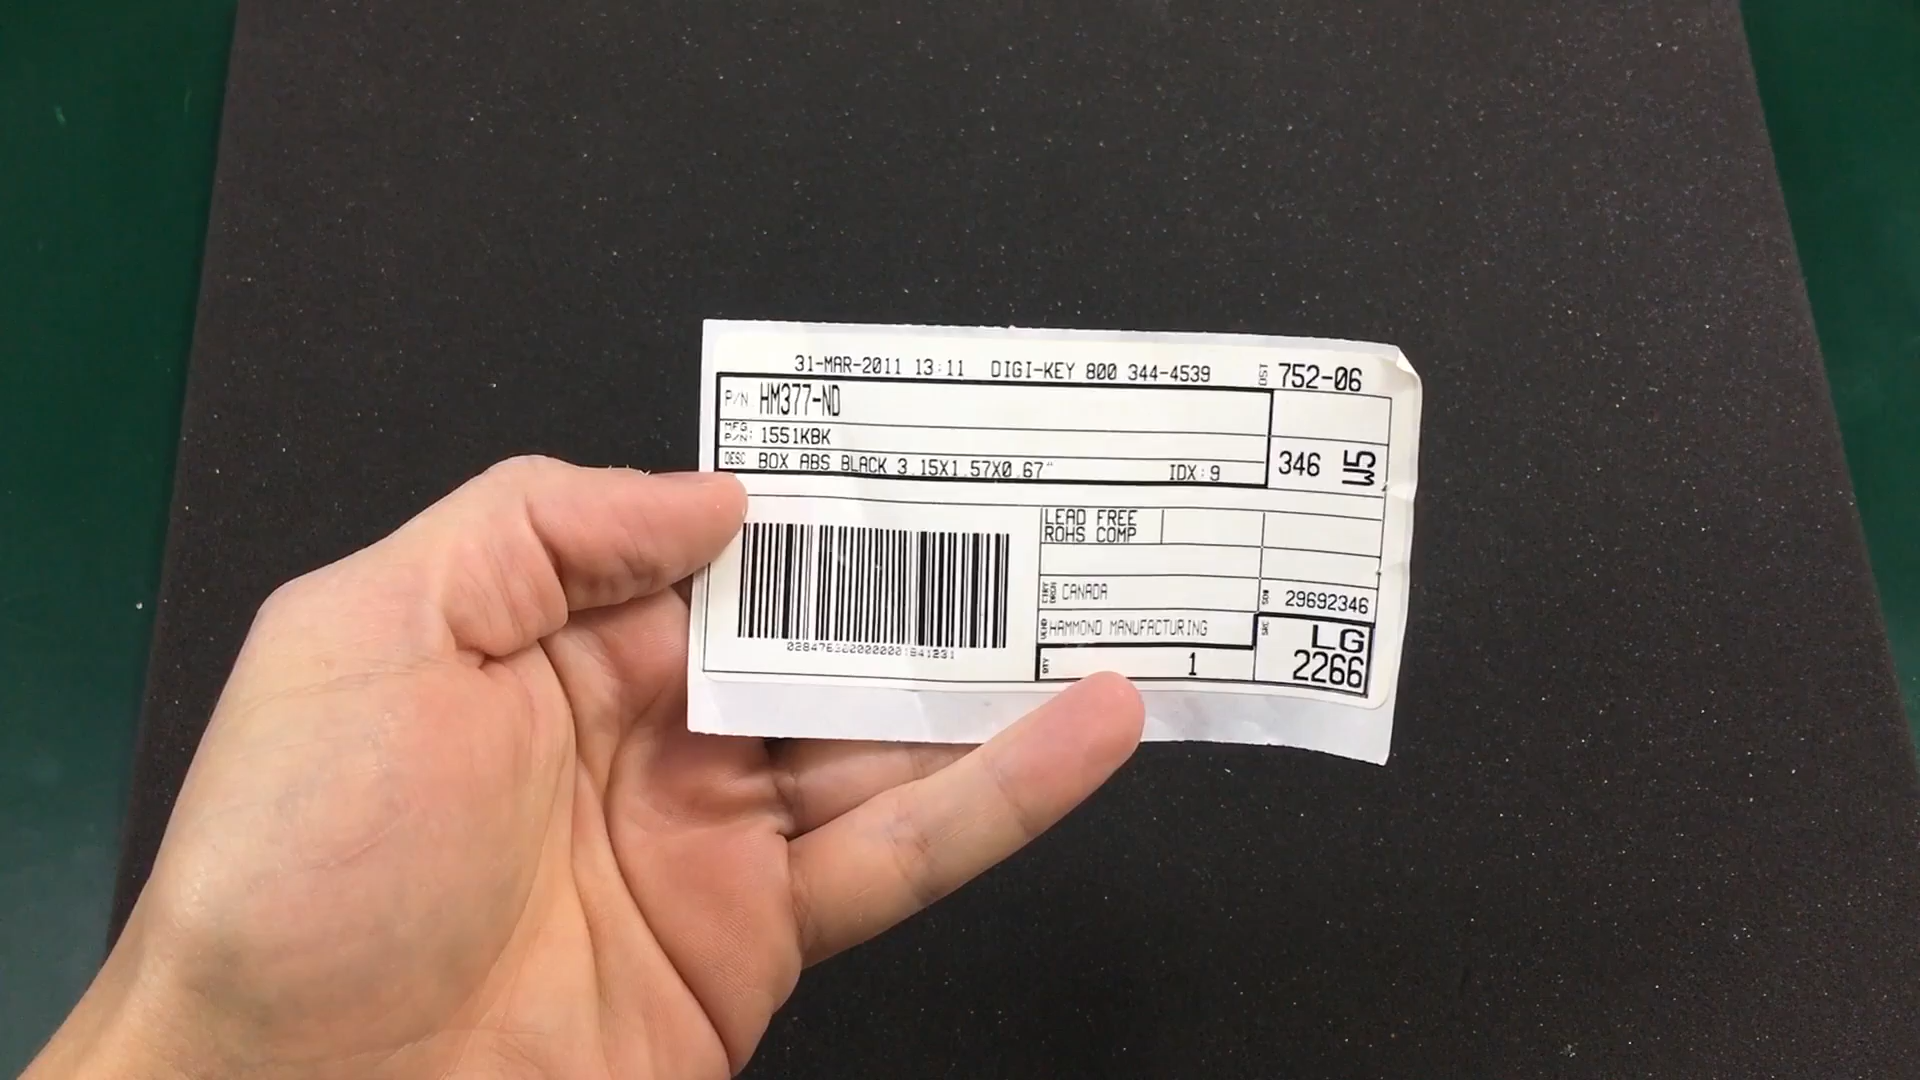 31-MAR-2011 13:11 DIGI-KEY 800 344-4539 DST 752-06
P/N HM377-ND
MFG P/N: 1551KBK
DESC BOX ABS BLACK 3.15X1.57X0.67" IDX:9
346 W5
LEAD FREE
ROHS COMP
CANADA
29692346
HAMMOND MANUFACTURING
QTY 1
LG
2266